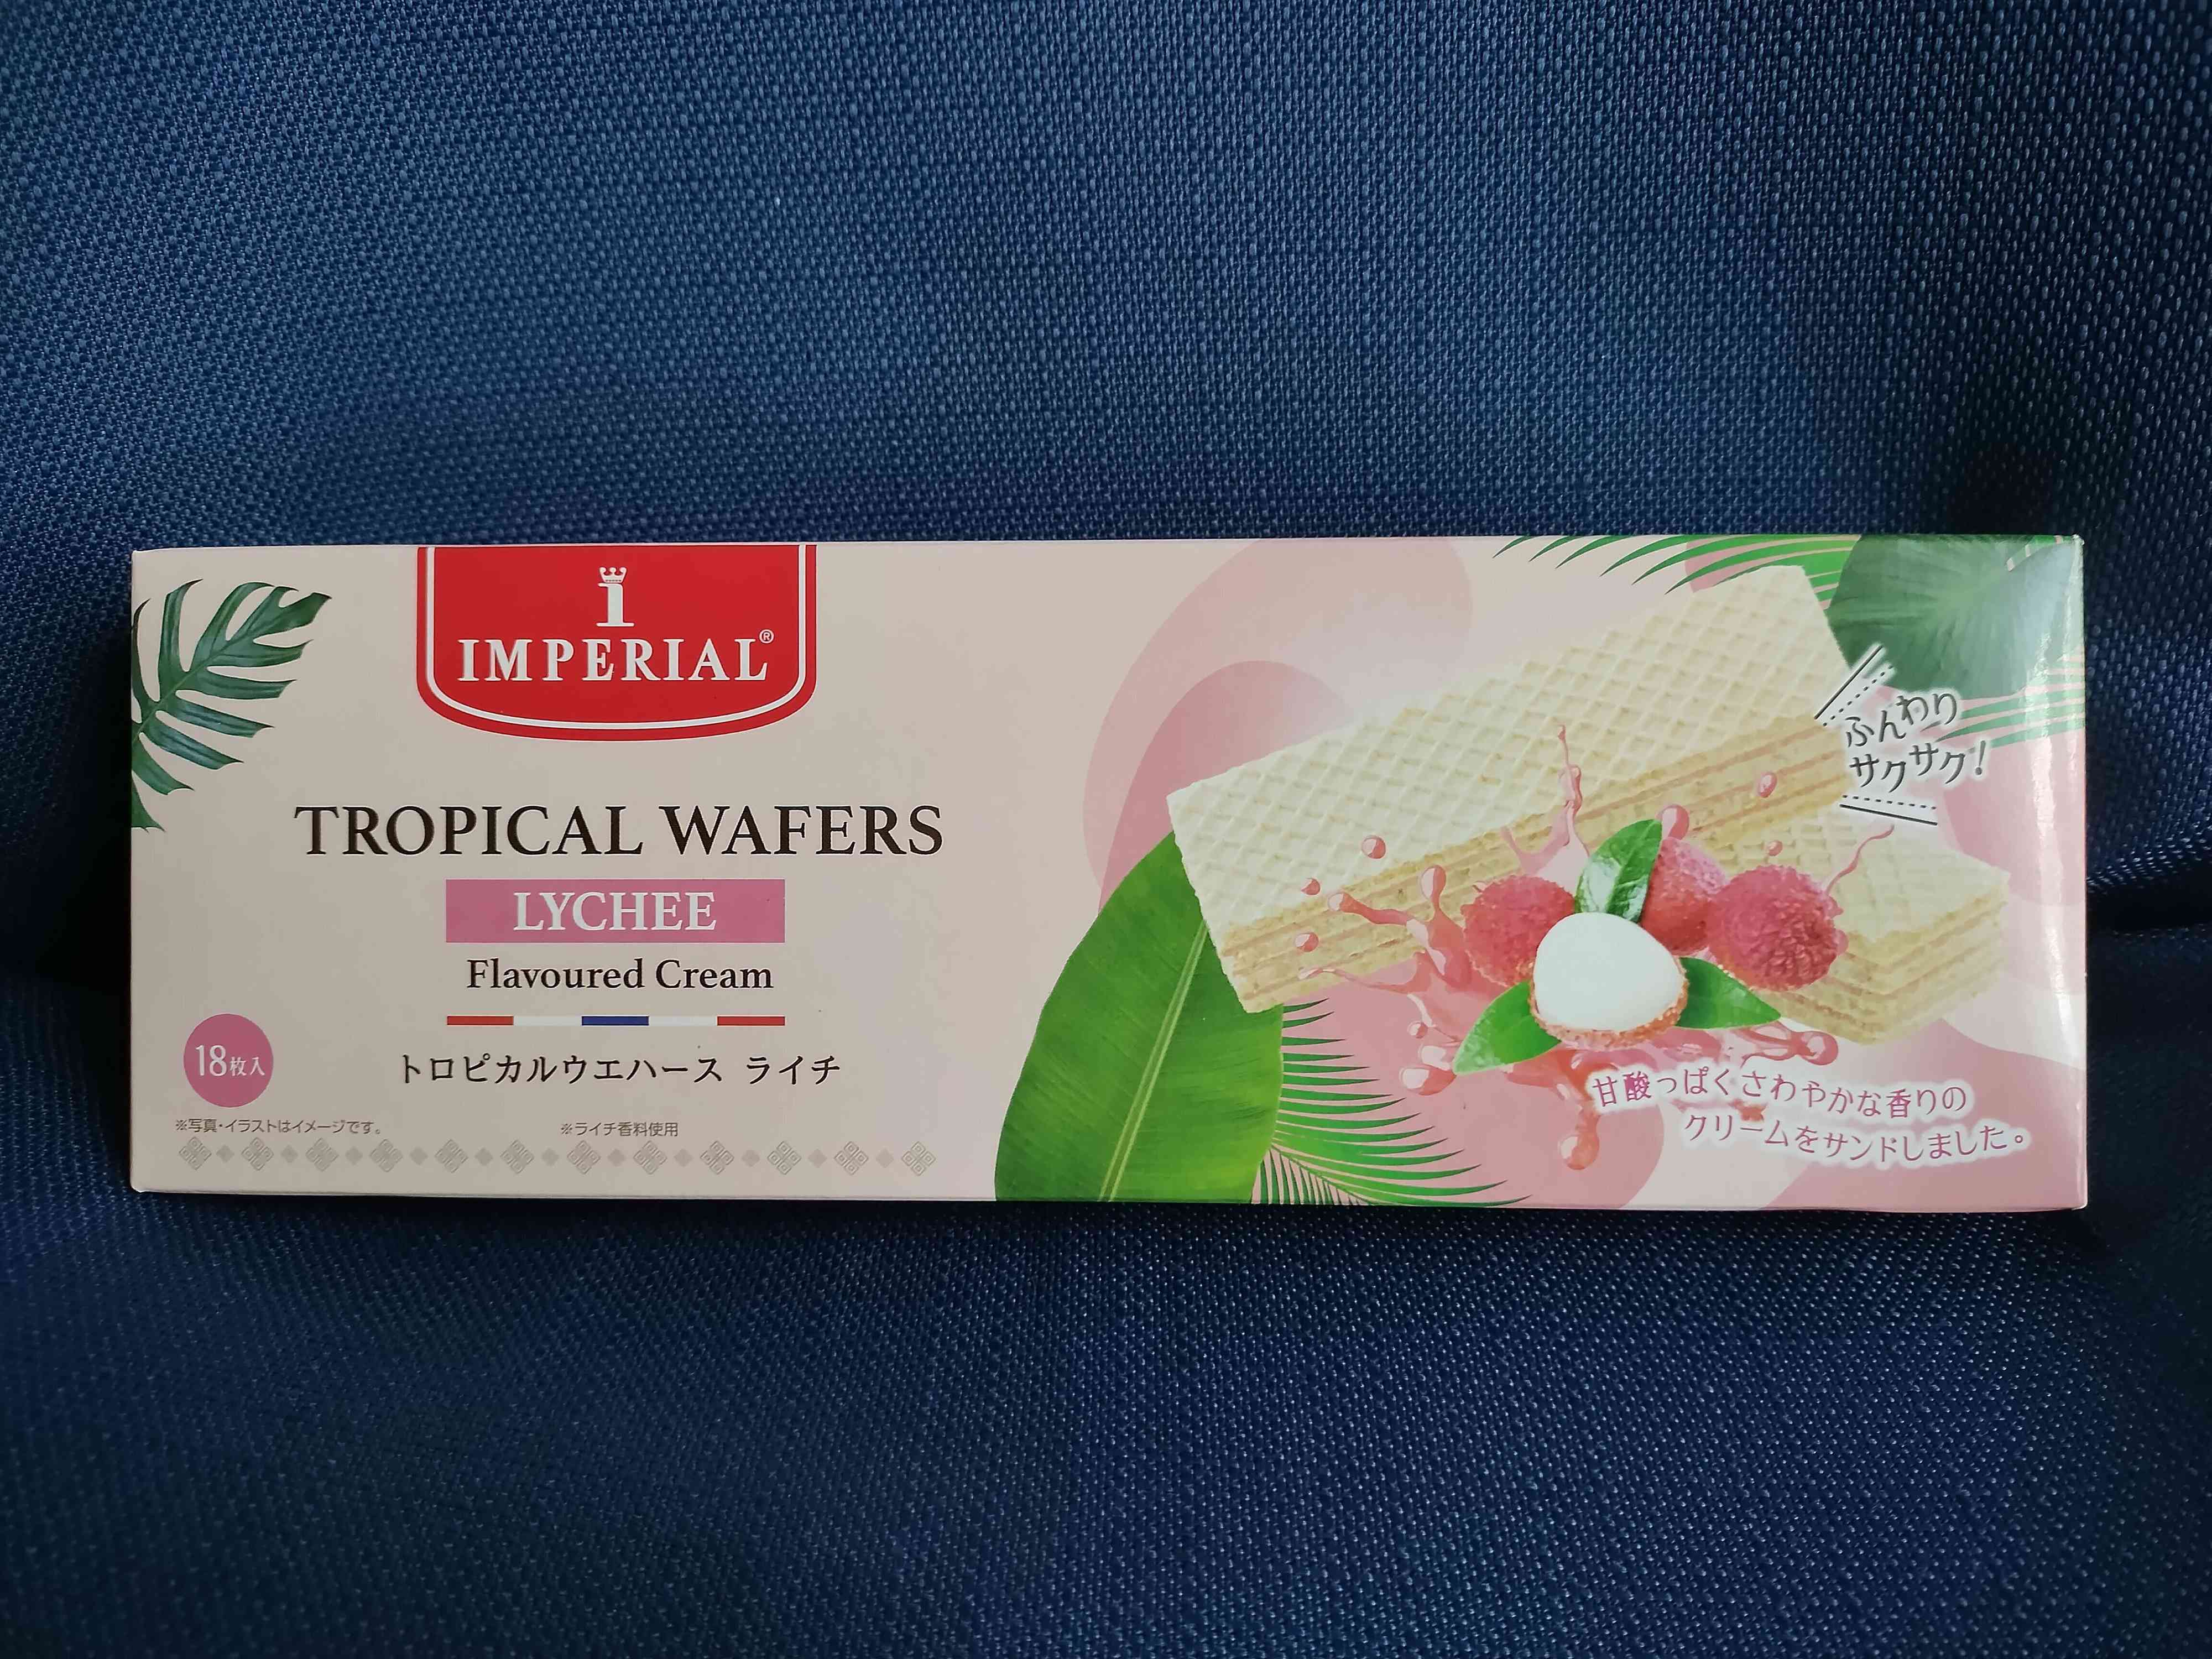 IMPERIAL®
TROPICAL WAFERS
LYCHEE
Flavoured Cream
トロピカルウエハース ライチ
18枚入
※写真・イラストはイメージです。
※ライチ香料使用
ふんわり
サクサク!
甘酸っぱくさわやかな香りの
クリームをサンドしました。